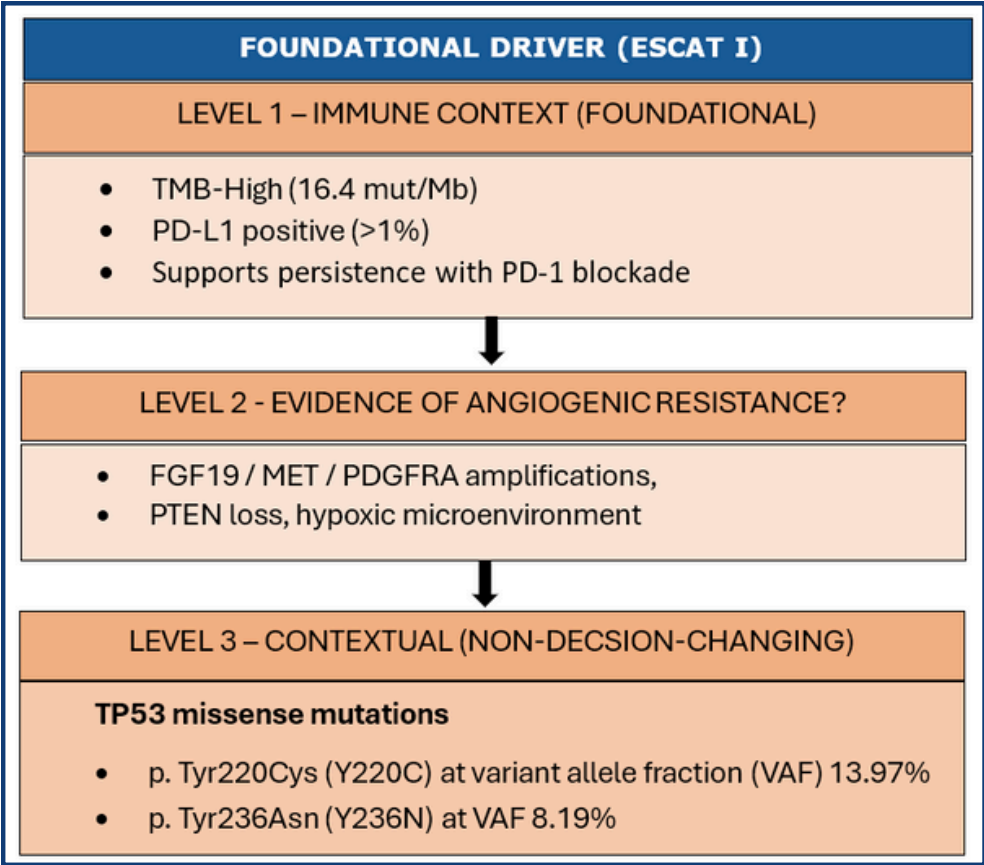 FOUNDATIONAL DRIVER (ESCAT I)
LEVEL 1 – IMMUNE CONTEXT (FOUNDATIONAL)
• TMB-High (16.4 mut/Mb)
• PD-L1 positive (>1%)
• Supports persistence with PD-1 blockade
LEVEL 2 - EVIDENCE OF ANGIOGENIC RESISTANCE?
• FGF19 / MET / PDGFRA amplifications,
• PTEN loss, hypoxic microenvironment
LEVEL 3 – CONTEXTUAL (NON-DECSION-CHANGING)
TP53 missense mutations
• p. Tyr220Cys (Y220C) at variant allele fraction (VAF) 13.97%
• p. Tyr236Asn (Y236N) at VAF 8.19%